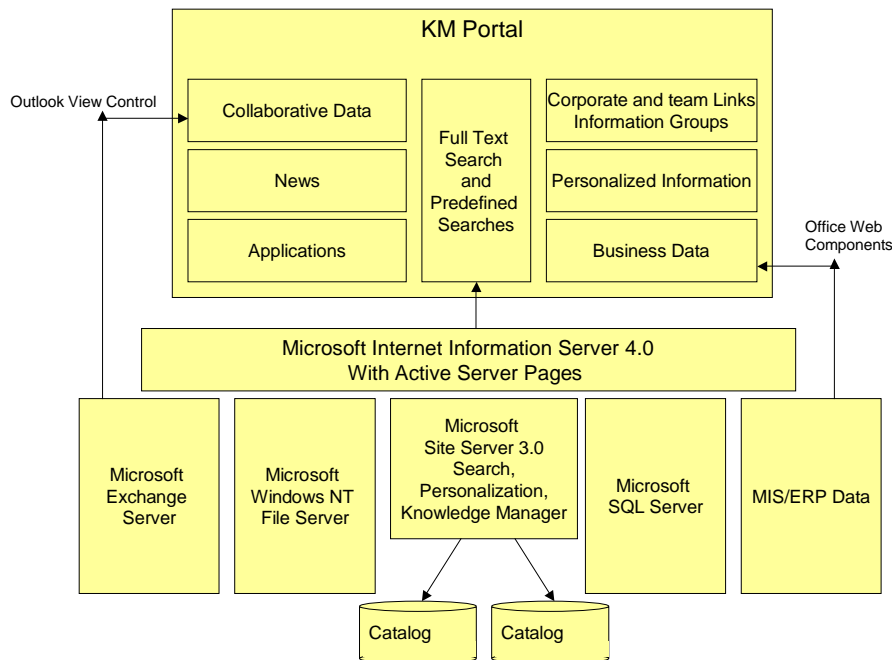 KM Portal
Outlook View Control
Collaborative Data
News
Applications
Full Text
Search
and
Predefined
Searches
Corporate and team Links
Information Groups
Personalized Information
Business Data
Office Web
Components
Microsoft Internet Information Server 4.0
With Active Server Pages
Microsoft
Exchange
Server
Microsoft
Windows NT
File Server
Microsoft
Site Server 3.0
Search,
Personalization,
Knowledge Manager
Microsoft
SQL Server
MIS/ERP Data
Catalog
Catalog